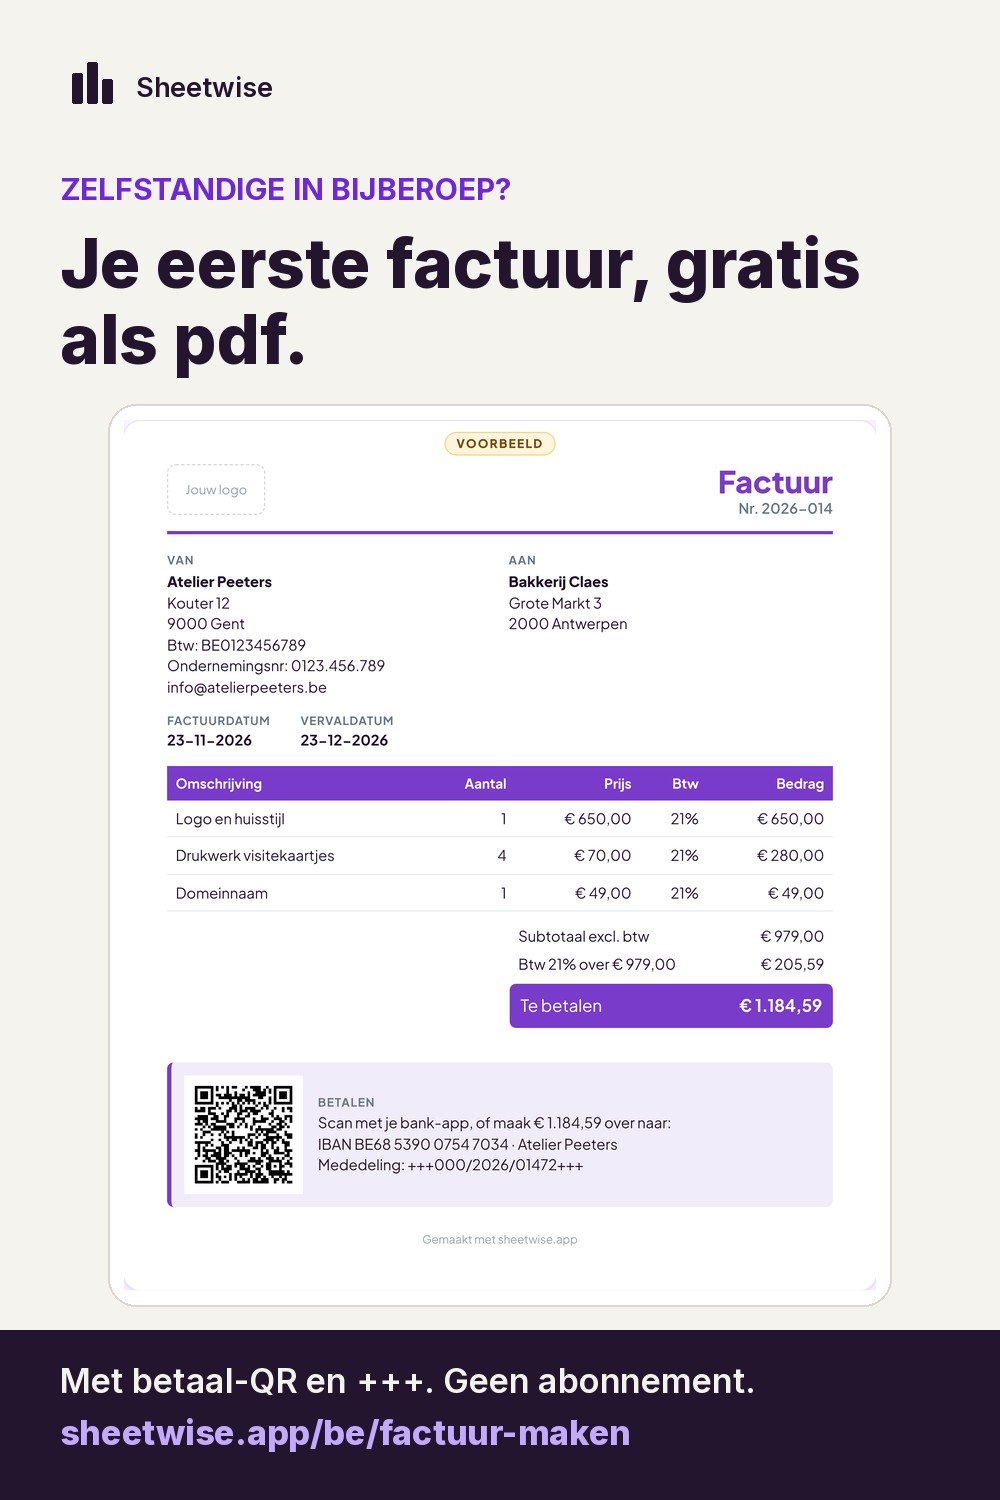 Sheetwise
ZELFSTANDIGE IN BIJBEROEP?
Je eerste factuur, gratis
als pdf.
VOORBEELD
Jouw logo
Factuur
Nr. 2026-014
VAN
Atelier Peeters
Kouter 12
9000 Gent
Btw: BE0123456789
Ondernemingsnr: 0123.456.789
info@atelierpeeters.be
AAN
Bakkerij Claes
Grote Markt 3
2000 Antwerpen
FACTUURDATUM VERVALDATUM
23-11-2026 23-12-2026
Omschrijving Aantal Prijs Btw Bedrag
Logo en huisstijl 1 € 650,00 21% € 650,00
Drukwerk visitekaartjes 4 € 70,00 21% € 280,00
Domeinnaam 1 € 49,00 21% € 49,00
Subtotaal excl. btw € 979,00
Btw 21% over € 979,00 € 205,59
Te betalen € 1.184,59
BETALEN
Scan met je bank-app, of maak € 1.184,59 over naar:
IBAN BE68 5390 0754 7034 · Atelier Peeters
Mededeling: +++000/2026/01472+++
Gemaakt met sheetwise.app
Met betaal-QR en +++. Geen abonnement.
sheetwise.app/be/factuur-maken